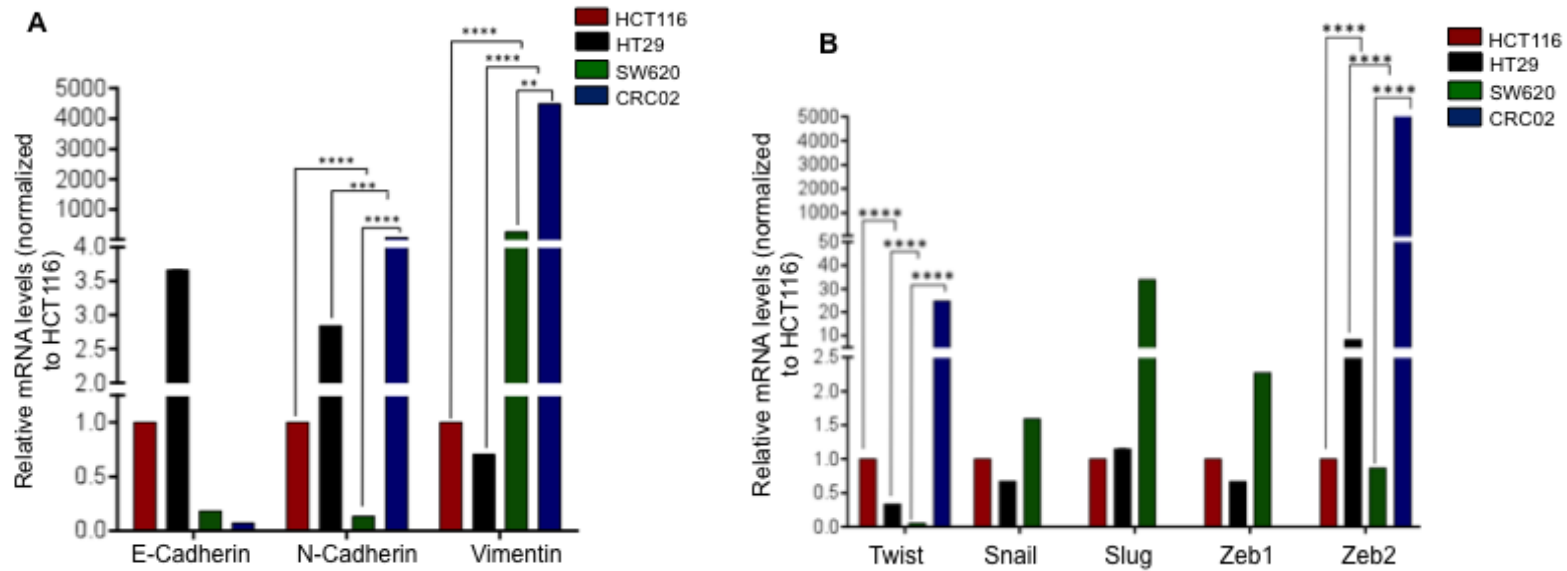 A
HCT116
HT29
SW620
CRC02
Relative mRNA levels (normalized
to HCT116)
5000
4000
3000
2000
1000
0
4.0
3.5
3.0
2.5
2.0
1.0
0.5
0.0
****
***
****
****
****
**
E-Cadherin
N-Cadherin
Vimentin
B
HCT116
HT29
SW620
CRC02
Relative mRNA levels (normalized
to HCT116)
5000
4000
3000
2000
1000
50
40
30
20
10
2.5
2.0
1.5
1.0
0.5
0.0
****
****
****
****
****
****
Twist
Snail
Slug
Zeb1
Zeb2